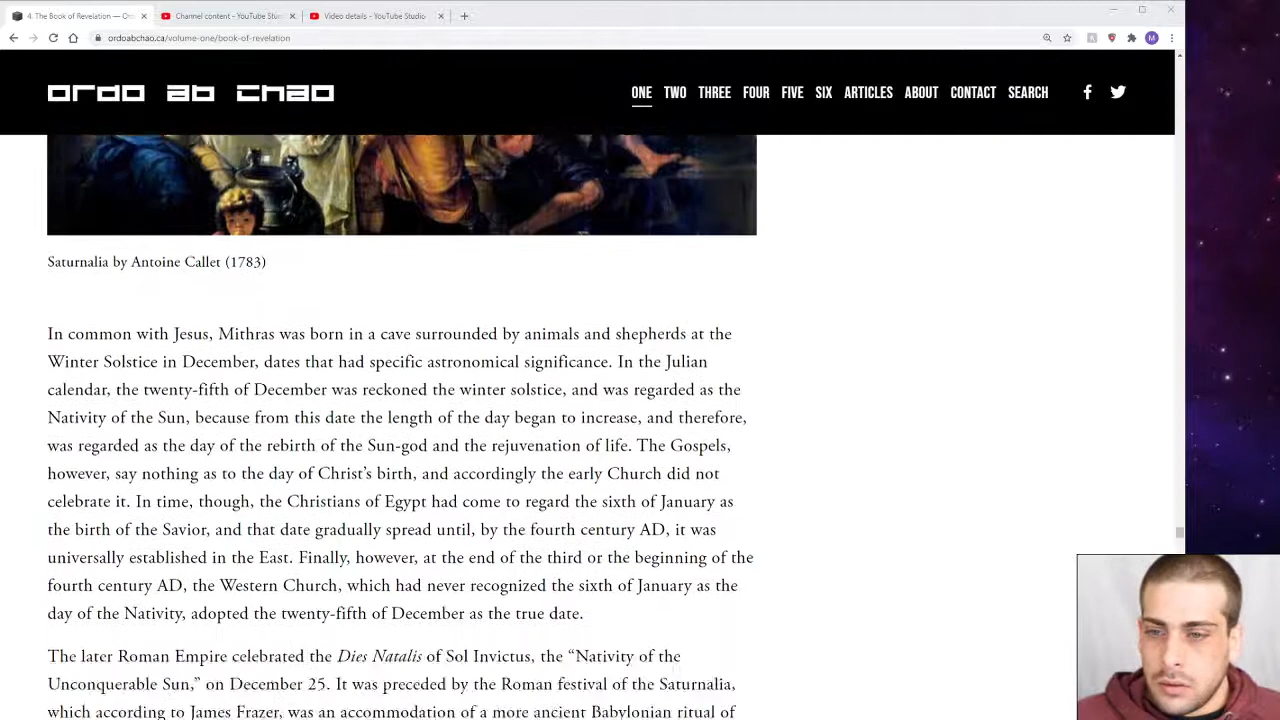 4. The Book of Revelation — Ord
Channel content - YouTube Stud
Video details - YouTube Studio
ordoabchao.ca/volume-one/book-of-revelation
M
ordo ab chao
ONE TWO THREE FOUR FIVE SIX ARTICLES ABOUT CONTACT SEARCH
Saturnalia by Antoine Callet (1783)
In common with Jesus, Mithras was born in a cave surrounded by animals and shepherds at the
Winter Solstice in December, dates that had specific astronomical significance. In the Julian
calendar, the twenty-fifth of December was reckoned the winter solstice, and was regarded as the
Nativity of the Sun, because from this date the length of the day began to increase, and therefore,
was regarded as the day of the rebirth of the Sun-god and the rejuvenation of life. The Gospels,
however, say nothing as to the day of Christ’s birth, and accordingly the early Church did not
celebrate it. In time, though, the Christians of Egypt had come to regard the sixth of January as
the birth of the Savior, and that date gradually spread until, by the fourth century AD, it was
universally established in the East. Finally, however, at the end of the third or the beginning of the
fourth century AD, the Western Church, which had never recognized the sixth of January as the
day of the Nativity, adopted the twenty-fifth of December as the true date.
The later Roman Empire celebrated the Dies Natalis of Sol Invictus, the “Nativity of the
Unconquerable Sun,” on December 25. It was preceded by the Roman festival of the Saturnalia,
which according to James Frazer, was an accommodation of a more ancient Babylonian ritual of